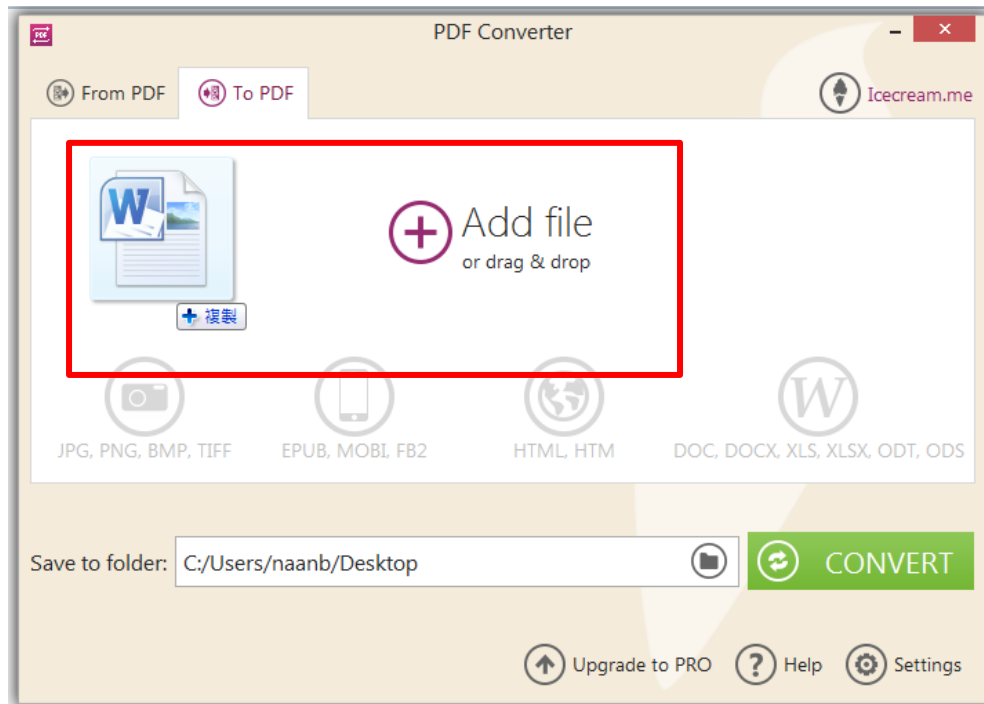 PDF Converter
From PDF
To PDF
Icecream.me
W
Add file
or drag & drop
複製
W
JPG, PNG, BMP, TIFF
EPUB, MOBI, FB2
HTML, HTM
DOC, DOCX, XLS, XLSX, ODT, ODS
Save to folder:
C:/Users/naanb/Desktop
CONVERT
Upgrade to PRO
? Help
Settings